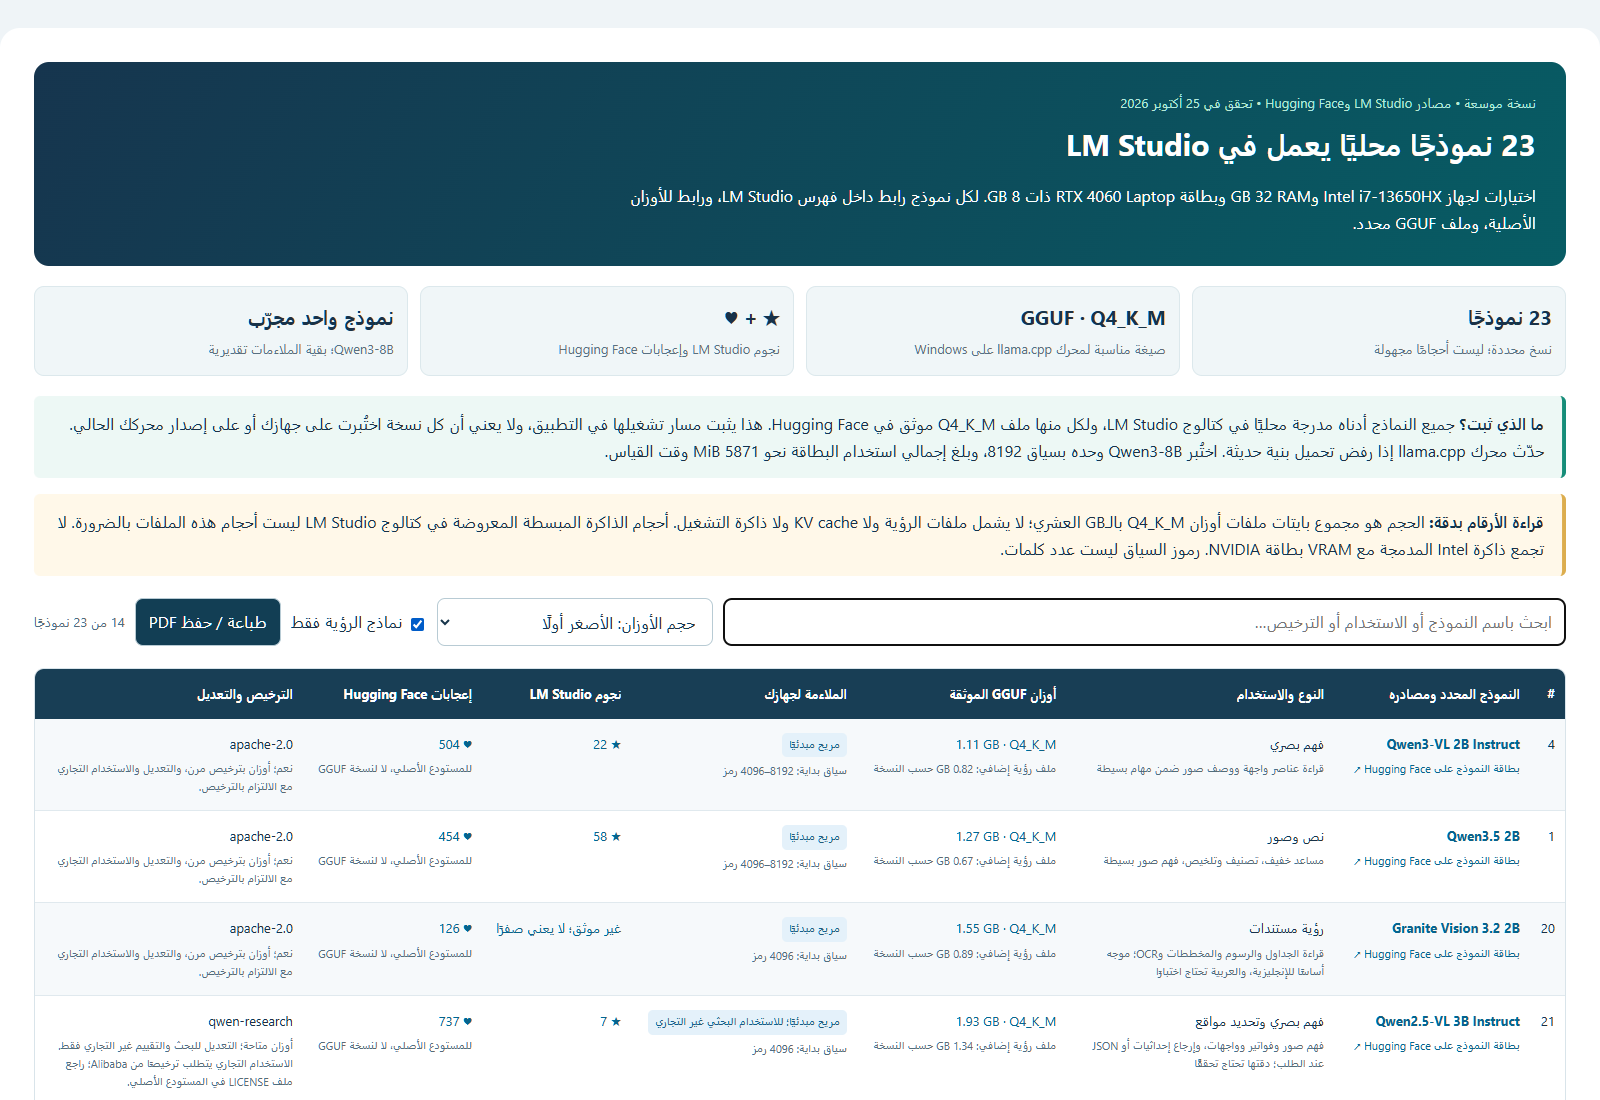 نسخة موسعة • مصادر LM Studio وHugging Face • تحقق في 25 أكتوبر 2026
23 نموذجًا محليًا يعمل في LM Studio
اختيارات لجهاز Intel i7-13650HX و32 GB RAM وبطاقة RTX 4060 Laptop ذات 8 GB. لكل نموذج رابط داخل فهرس LM Studio، ورابط للأوزان
الأصلية، وملف GGUF محدد.
23 نموذجًا
نسخ محددة؛ ليست أحجامًا مجهولة
GGUF · Q4_K_M
صيغة مناسبة لمحرك llama.cpp على Windows
★ + ♥
نجوم LM Studio وإعجابات Hugging Face
نموذج واحد مجرّب
Qwen3-8B؛ بقية الملاءمات تقديرية
ما الذي ثبت؟ جميع النماذج أدناه مدرجة محليًا في كتالوج LM Studio، ولكل منها ملف Q4_K_M موثق في Hugging Face. هذا يثبت مسار تشغيلها في التطبيق، ولا يعني أن كل نسخة اختُبرت على جهازك أو على إصدار محركك الحالي.
حدّث محرك llama.cpp إذا رفض تحميل بنية حديثة. اختُبر Qwen3-8B وحده بسياق 8192، وبلغ إجمالي استخدام البطاقة نحو 5871 MiB وقت القياس.
قراءة الأرقام بدقة: الحجم هو مجموع بايتات ملفات أوزان Q4_K_M بالـGB العشري؛ لا يشمل ملفات الرؤية ولا KV cache ولا ذاكرة التشغيل. أحجام الذاكرة المبسطة المعروضة في كتالوج LM Studio ليست أحجام هذه الملفات بالضرورة. لا
تجمع ذاكرة Intel المدمجة مع VRAM بطاقة NVIDIA. رموز السياق ليست عدد كلمات.
ابحث باسم النموذج أو الاستخدام أو الترخيص...
حجم الأوزان: الأصغر أولًا
نماذج الرؤية فقط
طباعة / حفظ PDF
14 من 23 نموذجًا
# النموذج المحدد ومصادره النوع والاستخدام أوزان GGUF الموثقة الملاءمة لجهازك نجوم LM Studio إعجابات Hugging Face الترخيص والتعديل
4 Qwen3-VL 2B Instruct فهم بصري 1.11 GB · Q4_K_M مريح مبدئيًا 22 ★ 504 ♥ apache-2.0
بطاقة النموذج على Hugging Face ↗ قراءة عناصر واجهة ووصف صور ضمن مهام بسيطة ملف رؤية إضافي: 0.82 GB حسب النسخة سياق بداية: 8192–4096 رمز للمستودع الأصلي، لا لنسخة GGUF نعم؛ أوزان بترخيص مرن، والتعديل والاستخدام التجاري
مع الالتزام بالترخيص.
1 Qwen3.5 2B نص وصور 1.27 GB · Q4_K_M مريح مبدئيًا 58 ★ 454 ♥ apache-2.0
بطاقة النموذج على Hugging Face ↗ مساعد خفيف، تصنيف وتلخيص، فهم صور بسيطة ملف رؤية إضافي: 0.67 GB حسب النسخة سياق بداية: 8192–4096 رمز للمستودع الأصلي، لا لنسخة GGUF نعم؛ أوزان بترخيص مرن، والتعديل والاستخدام التجاري
مع الالتزام بالترخيص.
20 Granite Vision 3.2 2B رؤية مستندات 1.55 GB · Q4_K_M مريح مبدئيًا غير موثق؛ لا يعني صفرًا 126 ♥ apache-2.0
بطاقة النموذج على Hugging Face ↗ قراءة الجداول والرسوم والمخططات وOCR؛ موجه ملف رؤية إضافي: 0.89 GB حسب النسخة سياق بداية: 4096 رمز للمستودع الأصلي، لا لنسخة GGUF نعم؛ أوزان بترخيص مرن، والتعديل والاستخدام التجاري
أساسًا للإنجليزية، والعربية تحتاج اختبارا مع الالتزام بالترخيص.
21 Qwen2.5-VL 3B Instruct فهم بصري وتحديد مواقع 1.93 GB · Q4_K_M مريح مبدئيًا؛ للاستخدام البحثي غير التجاري 7 ★ 737 ♥ qwen-research
بطاقة النموذج على Hugging Face ↗ فهم صور وفواتير وواجهات، وإرجاع إحداثيات أو JSON ملف رؤية إضافي: 1.34 GB حسب النسخة سياق بداية: 4096 رمز للمستودع الأصلي، لا لنسخة GGUF أوزان متاحة؛ التعديل للبحث والتقييم غير التجاري فقط.
عند الطلب؛ دقتها تحتاج تحققًا الاستخدام التجاري يتطلب ترخيصًا من Alibaba؛ راجع
ملف LICENSE في المستودع الأصلي.